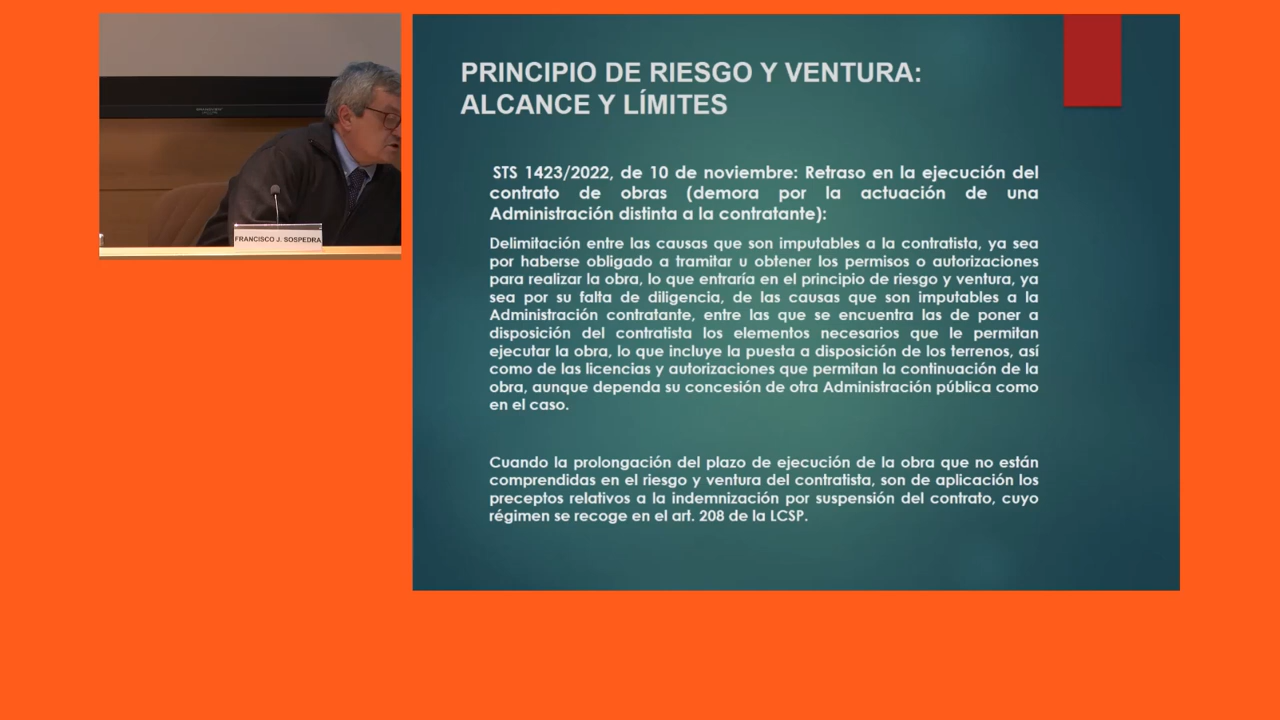 FRANCISCO J. SOSPEDRA
PRINCIPIO DE RIESGO Y VENTURA:
ALCANCE Y LÍMITES
STS 1423/2022, de 10 de noviembre: Retraso en la ejecución del
contrato de obras (demora por la actuación de una
Administración distinta a la contratante):
Delimitación entre las causas que son imputables a la contratista, ya sea
por haberse obligado a tramitar u obtener los permisos o autorizaciones
para realizar la obra, lo que entraría en el principio de riesgo y ventura, ya
sea por su falta de diligencia, de las causas que son imputables a la
Administración contratante, entre las que se encuentra las de poner a
disposición del contratista los elementos necesarios que le permitan
ejecutar la obra, lo que incluye la puesta a disposición de los terrenos, así
como de las licencias y autorizaciones que permitan la continuación de la
obra, aunque dependa su concesión de otra Administración pública como
en el caso.
Cuando la prolongación del plazo de ejecución de la obra que no están
comprendidas en el riesgo y ventura del contratista, son de aplicación los
preceptos relativos a la indemnización por suspensión del contrato, cuyo
régimen se recoge en el art. 208 de la LCSP.